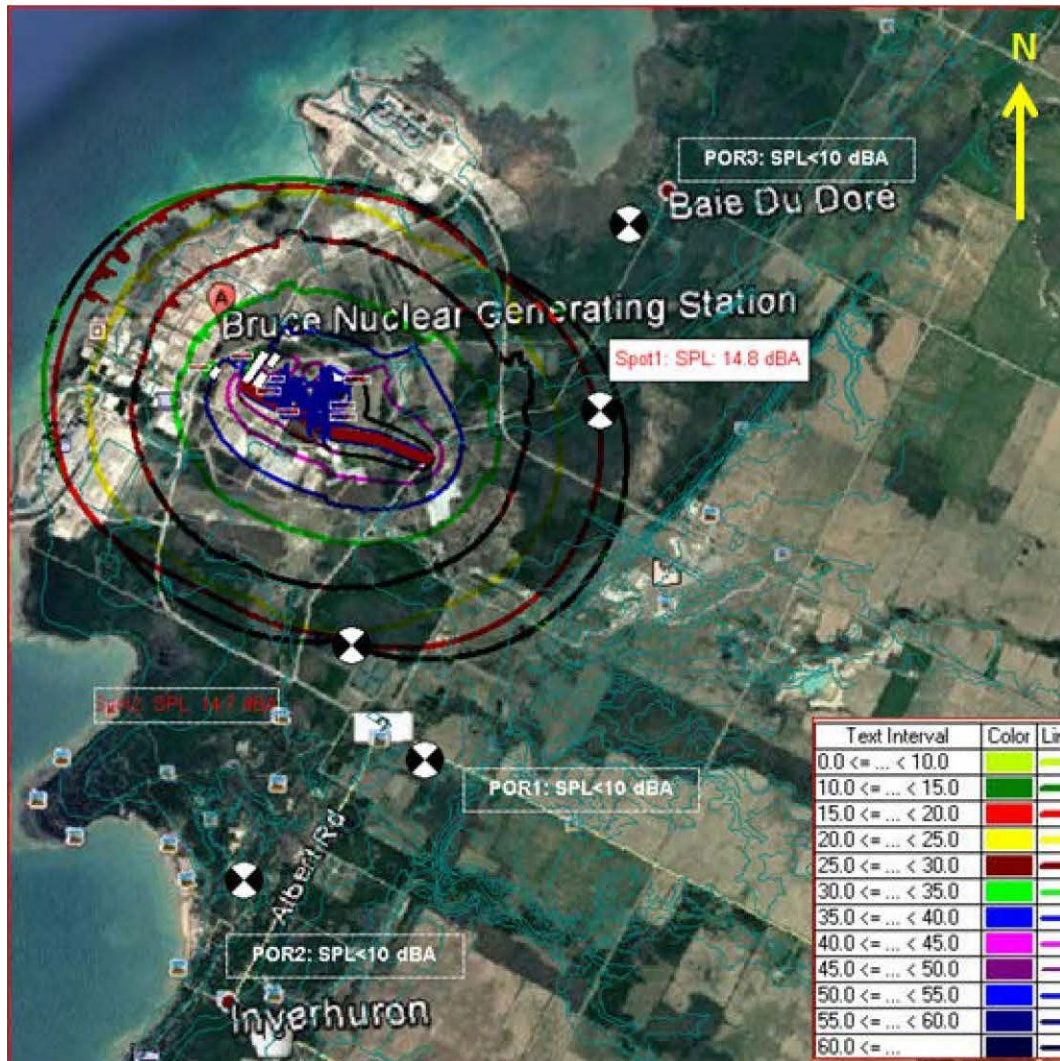 N
POR3: SPL<10 dBA
Baie Du Doré
A
Bruce Nuclear Generating Station
Spot1: SPL: 14.8 dBA
Spot2: SPL 14.7 dBA
POR1: SPL<10 dBA
Albert Rd
POR2: SPL<10 dBA
Inverhuron
Text Interval Color
0.0 <= ... < 10.0
10.0 <= ... < 15.0
15.0 <= ... < 20.0
20.0 <= ... < 25.0
25.0 <= ... < 30.0
30.0 <= ... < 35.0
35.0 <= ... < 40.0
40.0 <= ... < 45.0
45.0 <= ... < 50.0
50.0 <= ... < 55.0
55.0 <= ... < 60.0
60.0 <= ...